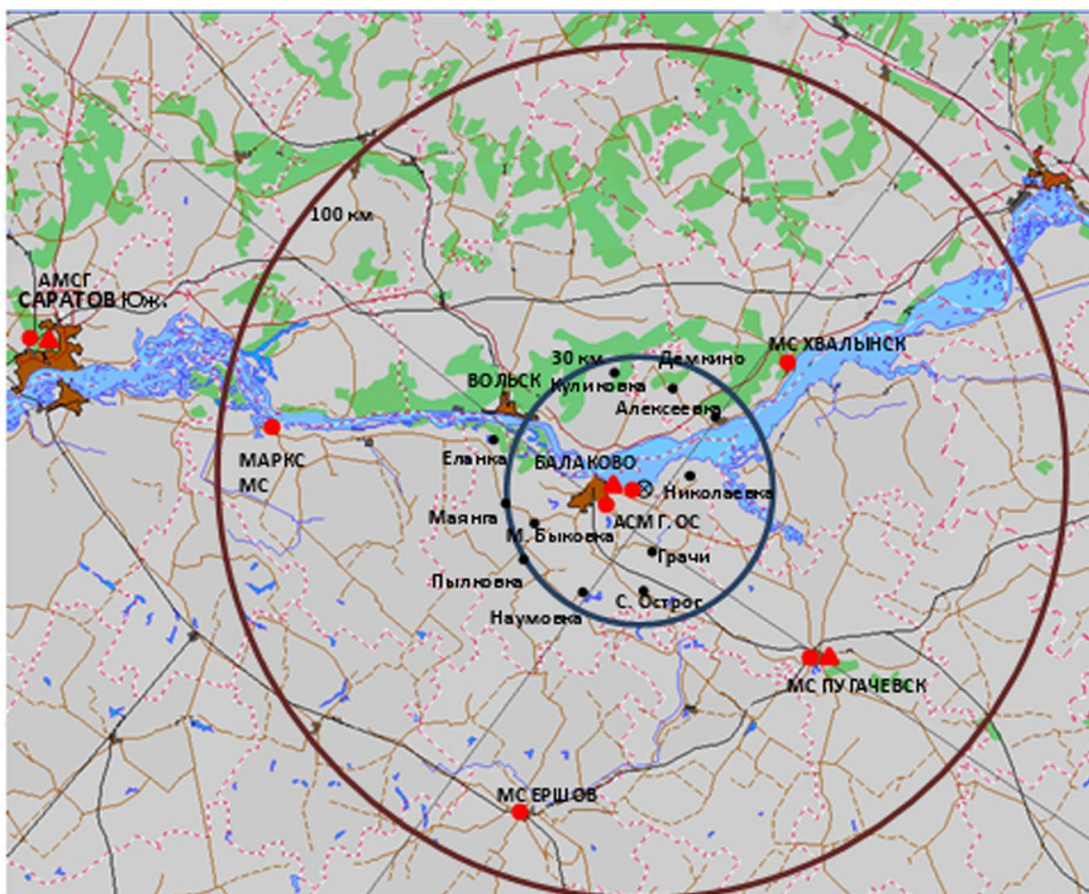 100 км
АМСГ
САРАТОВ Юж.
МС ХВАЛЫНСК
30 км
Демкино
ВОЛЬСК
Куликовка
Алексеевка
Еланка
БАЛАКОВО
МАРКС
МС
Николаевка
Маянга
АСМ Г. ОС
М. Быковка
Грачи
Пылковка
С. Острог
Наумовка
МС ПУГАЧЕВСК
МС ЕРШОВ